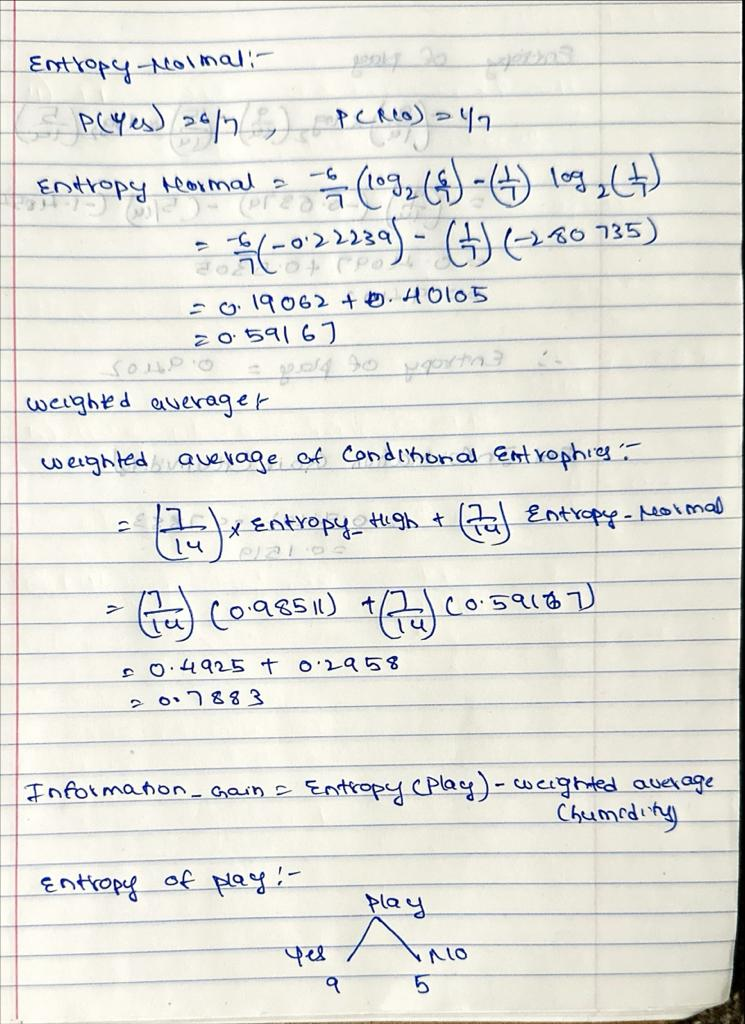 Entropy-Normal:-
P(Yes) = 6/7 , P(No) = 1/7
Entropy Normal = -6/7 (log₂(6/7) - (1/7) log₂(1/7)
= -6/7(-0.22239) - (1/7) (-2.80735)
= 0.19062 + 0.40105
= 0.59167
Weighted average:-
Weighted average of Conditional Entrophies:-
= (7/14) x Entropy_High + (7/14) Entropy-Normal
= (7/14) (0.98511) + (7/14) (0.59167)
= 0.4925 + 0.2958
= 0.7883
Information_Gain = Entropy (Play) - weighted average
(humidity)
Entropy of play:-
Play
Yes No
9 5